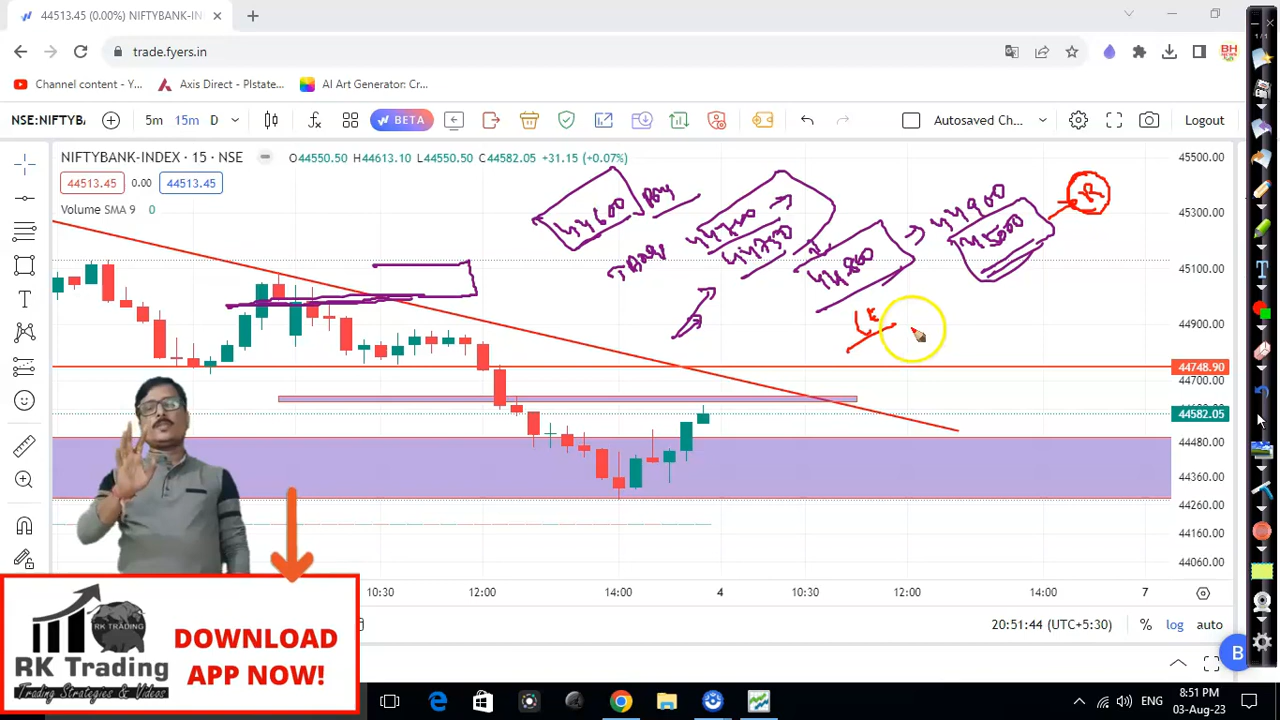 44513.45 (0.00%) NIFTYBANK-IN
trade.fyers.in
BH
Channel content - Y...
Axis Direct - Plstate...
AI Art Generator: Cr...
NSE:NIFTYB
5m 15m D
BETA
Autosaved Ch...
Logout
1/1
NIFTYBANK-INDEX · 15 · NSE
O44550.50 H44613.10 L44550.50 C44582.05 +31.15 (+0.07%)
44513.45 0.00 44513.45
Volume SMA 9 0
44600
44860
44900
45000
R
45500.00
45300.00
45100.00
44900.00
44748.90
44700.00
44582.05
44480.00
44360.00
44260.00
44160.00
44060.00
10:30 12:00 14:00 4 10:30 12:00 14:00 7
20:51:44 (UTC+5:30) % log auto
B
RK TRADING
RK Trading
Trading Strategies & Videos
DOWNLOAD
APP NOW!
ENG
8:51 PM
03-Aug-23